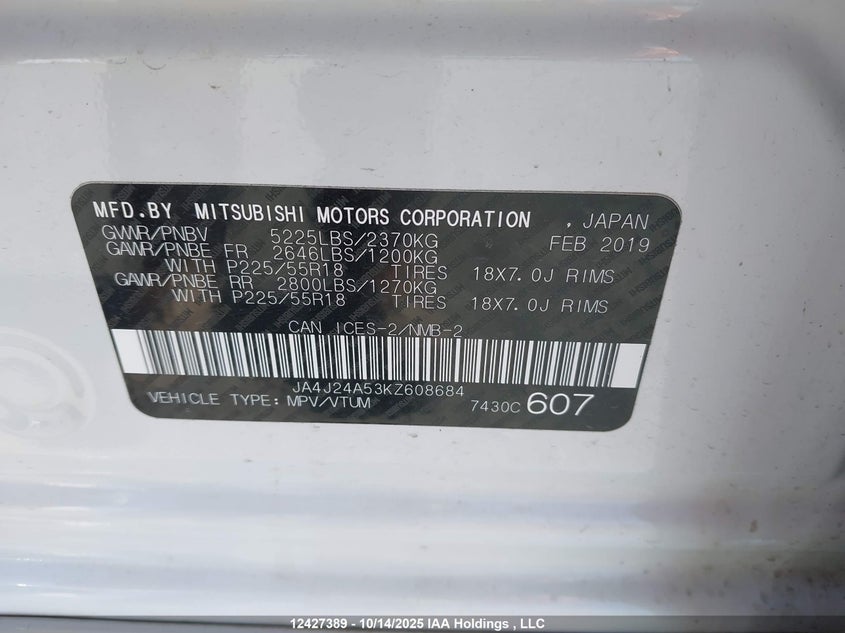 MFD.BY MITSUBISHI MOTORS CORPORATION , JAPAN
GVWR/PNBV 5225LBS/2370KG FEB 2019
GAWR/PNBE FR 2646LBS/1200KG
WITH P225/55R18 TIRES 18X7.0J RIMS
GAWR/PNBE RR 2800LBS/1270KG
WITH P225/55R18 TIRES 18X7.0J RIMS
CAN ICES-2/NMB-2
JA4J24A53KZ608684
VEHICLE TYPE: MPV/VTUM 7430C 607
12427389 - 10/14/2025 IAA Holdings , LLC